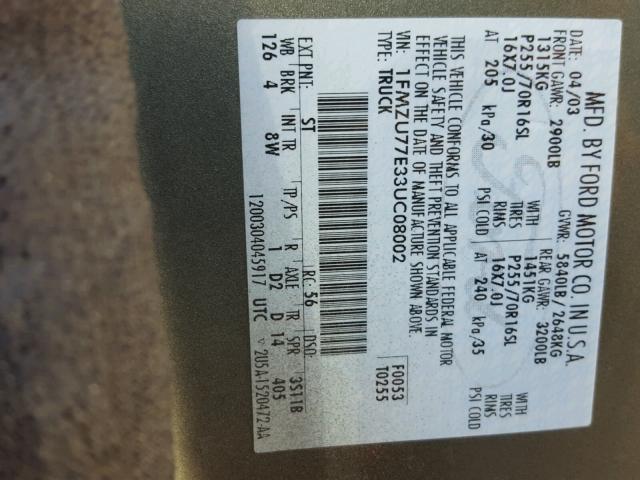 MFD. BY FORD MOTOR CO. IN U.S.A.
DATE: 04/03 GVWR: 5840LB/ 2648KG
FRONT GAWR: 2900LB REAR GAWR: 3200LB
1315KG WITH 1451KG WITH
P255/70R16SL TIRES P255/70R16SL TIRES
16X7.0J RIMS 16X7.0J RIMS
AT 205 kPa/30 PSI COLD AT 240 kPa/35 PSI COLD
THIS VEHICLE CONFORMS TO ALL APPLICABLE FEDERAL MOTOR
VEHICLE SAFETY AND THEFT PREVENTION STANDARDS IN
EFFECT ON THE DATE OF MANUFACTURE SHOWN ABOVE.
VIN: 1FMZU77E33UC08002
TYPE: TRUCK
F0053
T0255
EXT PNT: ST RC: 56 DSO:
WB BRK INT TR TP/PS R AXLE TR SPR
126 4 8W 1 D2 D 14 3S11B
405
1200304045917 UTC
V 2U5A-1520472-AA